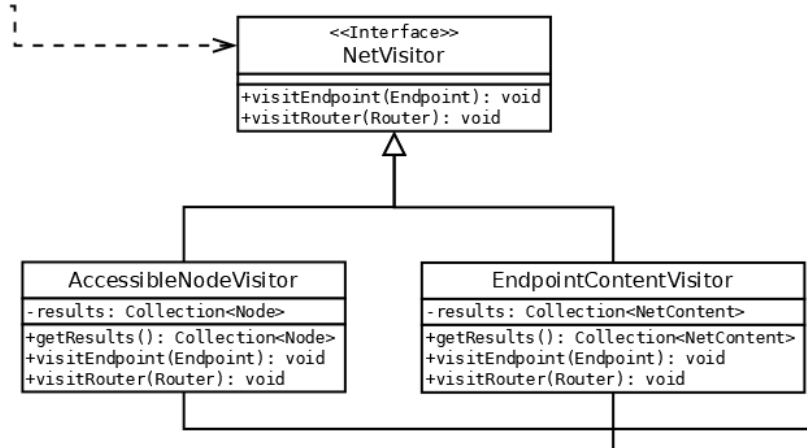 <<Interface>>
NetVisitor
+visitEndpoint(Endpoint): void
+visitRouter(Router): void
AccessibleNodeVisitor
-results: Collection<Node>
+getResults(): Collection<Node>
+visitEndpoint(Endpoint): void
+visitRouter(Router): void
EndpointContentVisitor
-results: Collection<NetContent>
+getResults(): Collection<NetContent>
+visitEndpoint(Endpoint): void
+visitRouter(Router): void